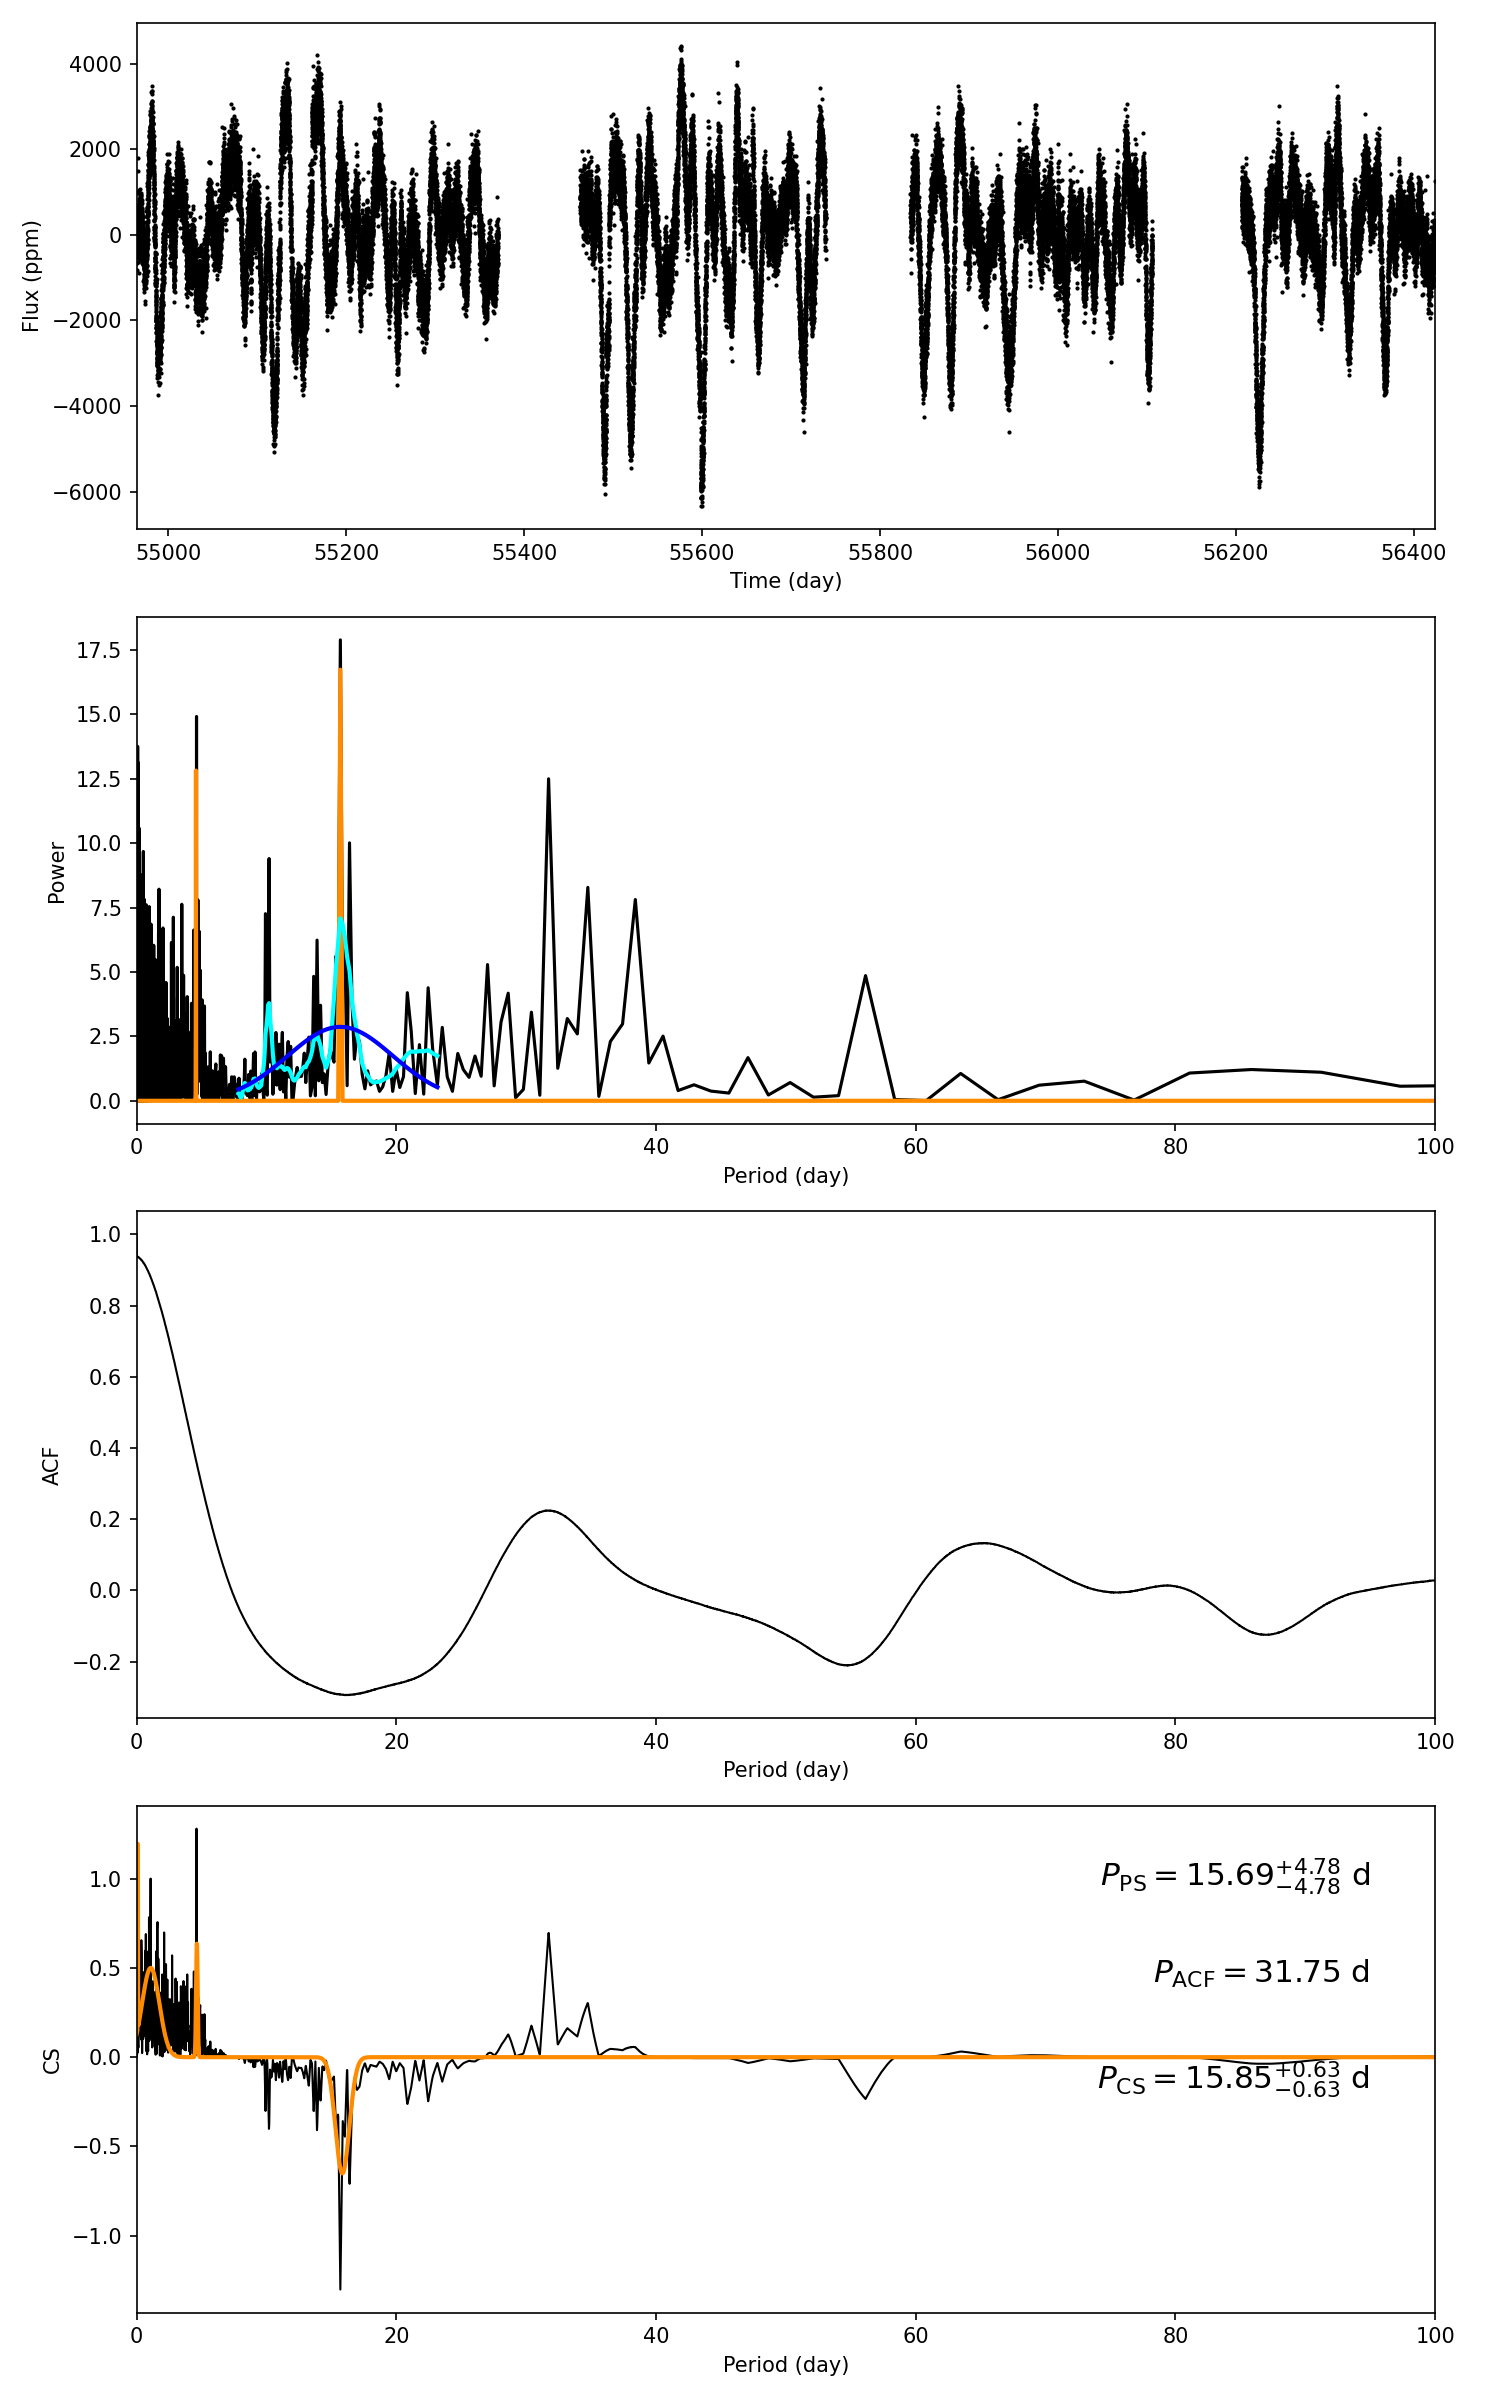 4000
2000
0
−2000
−4000
−6000
Flux (ppm)
55000 55200 55400 55600 55800 56000 56200 56400
Time (day)
17.5
15.0
12.5
10.0
7.5
5.0
2.5
0.0
Power
0 20 40 60 80 100
Period (day)
1.0
0.8
0.6
0.4
0.2
0.0
−0.2
ACF
0 20 40 60 80 100
Period (day)
1.0
0.5
0.0
−0.5
−1.0
CS
P_PS = 15.69 +4.78 −4.78 d
P_ACF = 31.75 d
P_CS = 15.85 +0.63 −0.63 d
0 20 40 60 80 100
Period (day)